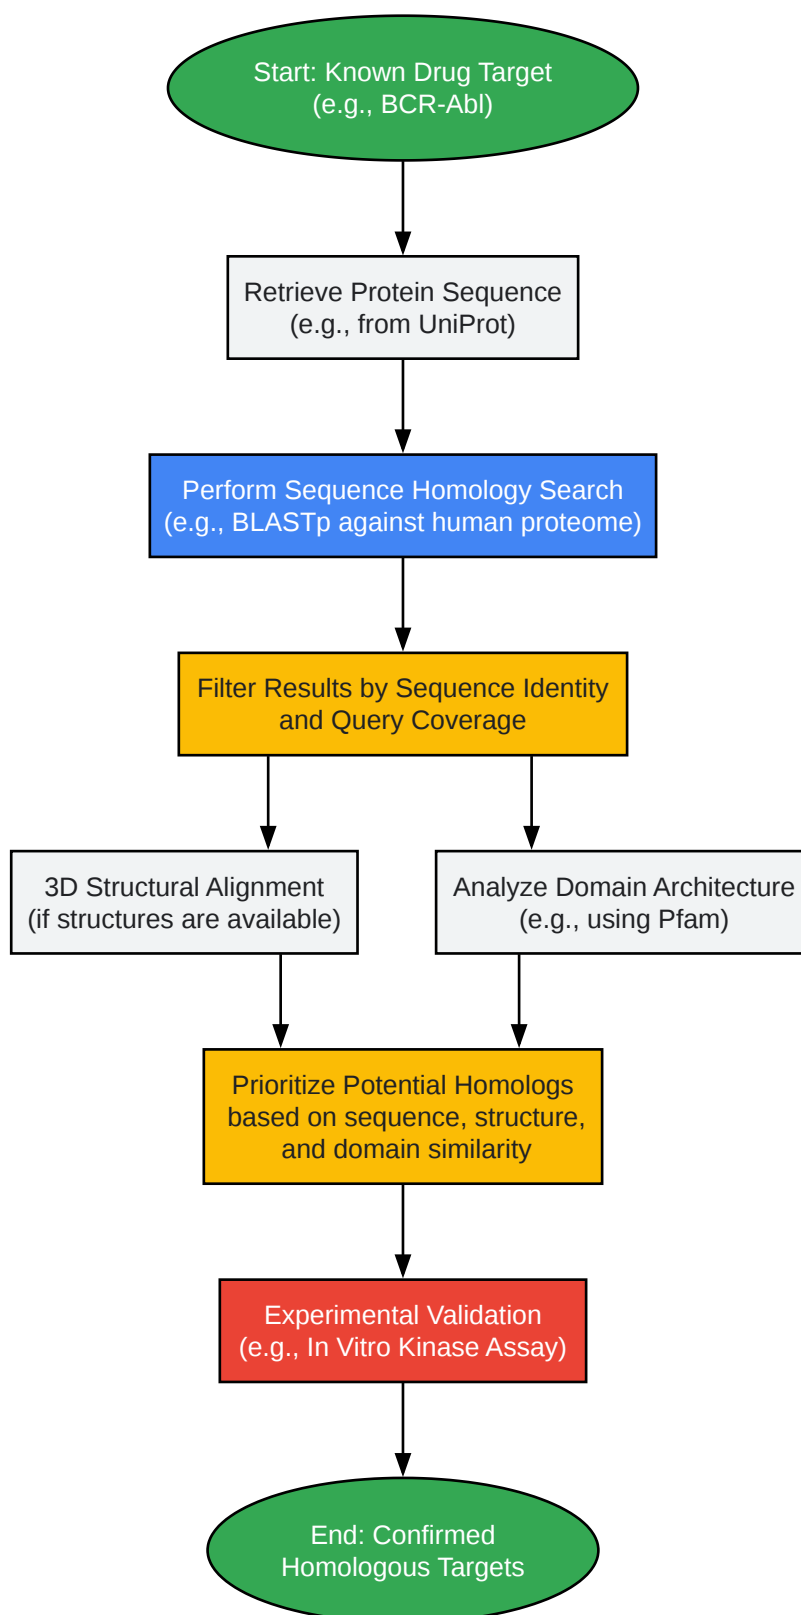 Start: Known Drug Target
(e.g., BCR-Abl)
Retrieve Protein Sequence
(e.g., from UniProt)
Perform Sequence Homology Search
(e.g., BLASTp against human proteome)
Filter Results by Sequence Identity
and Query Coverage
3D Structural Alignment
(if structures are available)
Analyze Domain Architecture
(e.g., using Pfam)
Prioritize Potential Homologs
based on sequence, structure,
and domain similarity
Experimental Validation
(e.g., In Vitro Kinase Assay)
End: Confirmed
Homologous Targets